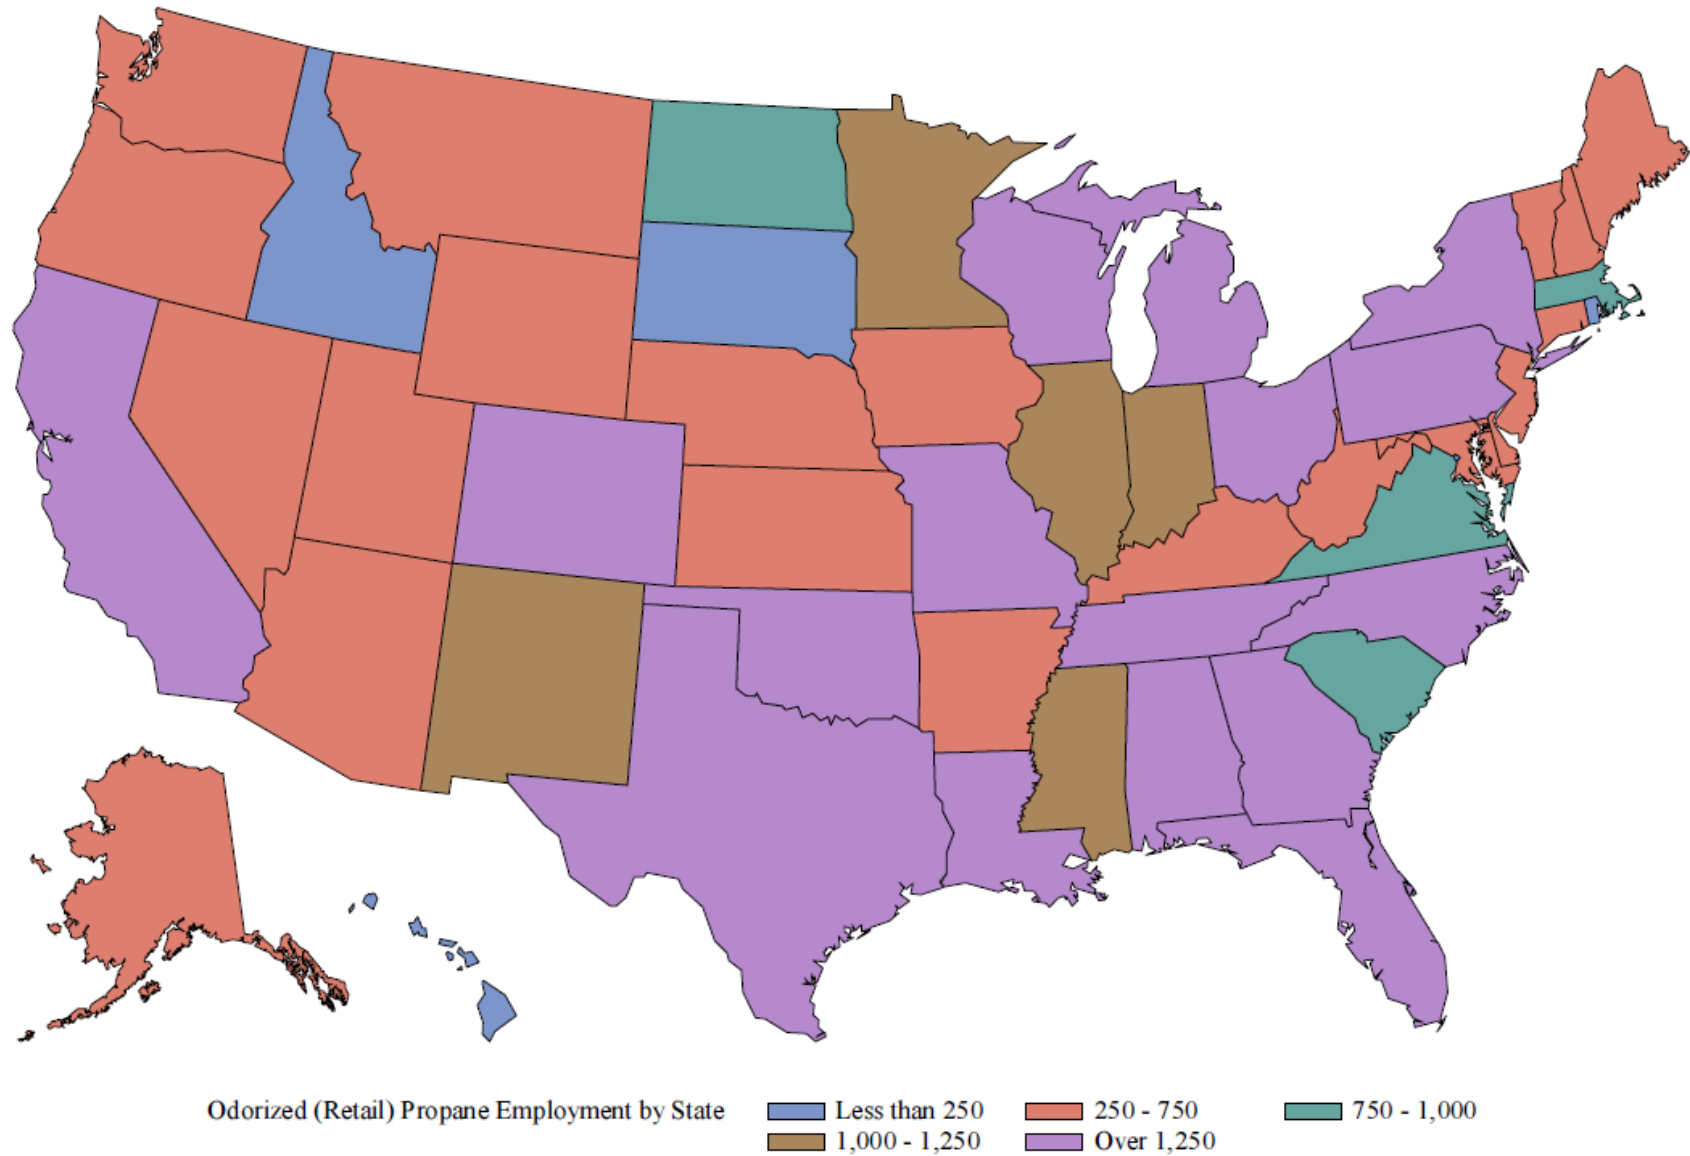 Odorized (Retail) Propane Employment by State Less than 250 250 - 750 750 - 1,000
1,000 - 1,250 Over 1,250